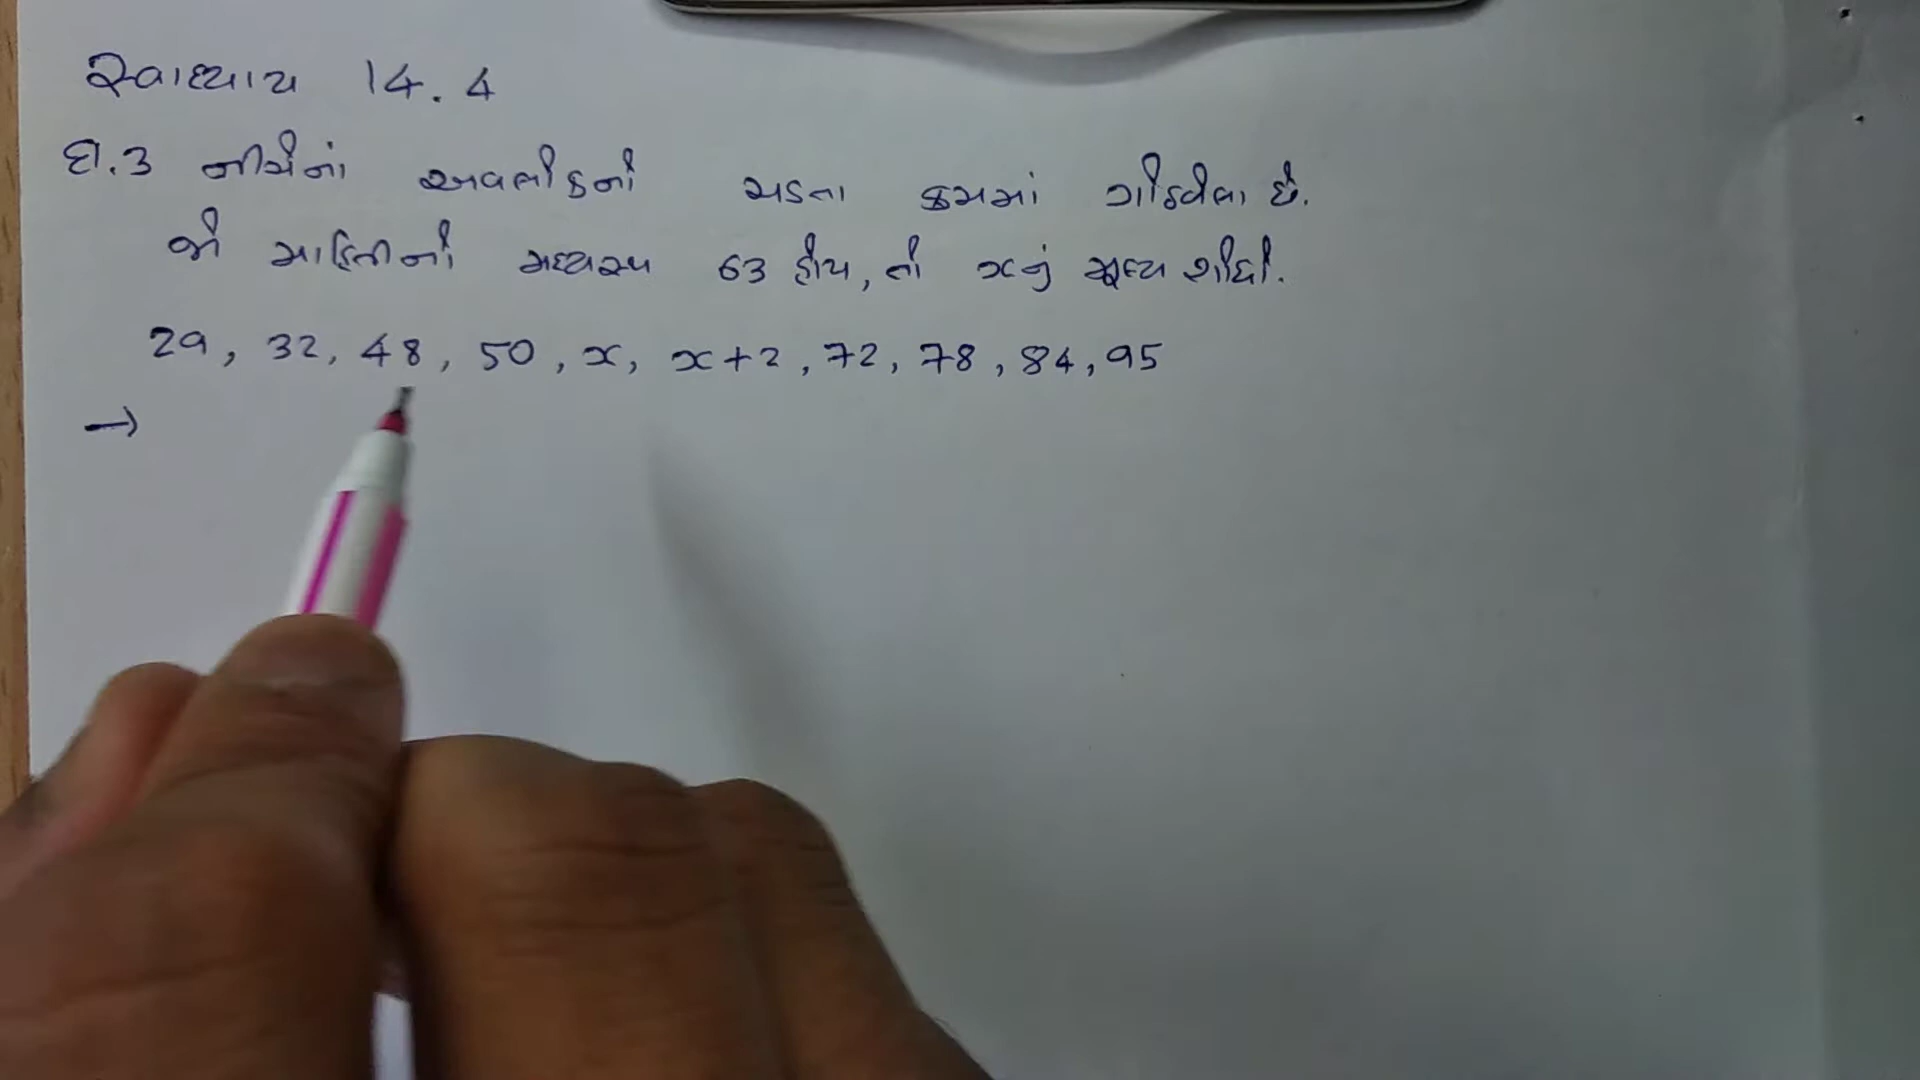 સ્વાધ્યાય 14.4
દા.3 નીચેનાં અવલોકનો ચડતા ક્રમમાં ગોઠવેલા છે.
જો માહિતીનો મધ્યસ્થ 63 હોય, તો xનું મૂલ્ય શોધો.
29, 32, 48, 50, x, x+2, 72, 78, 84, 95
→